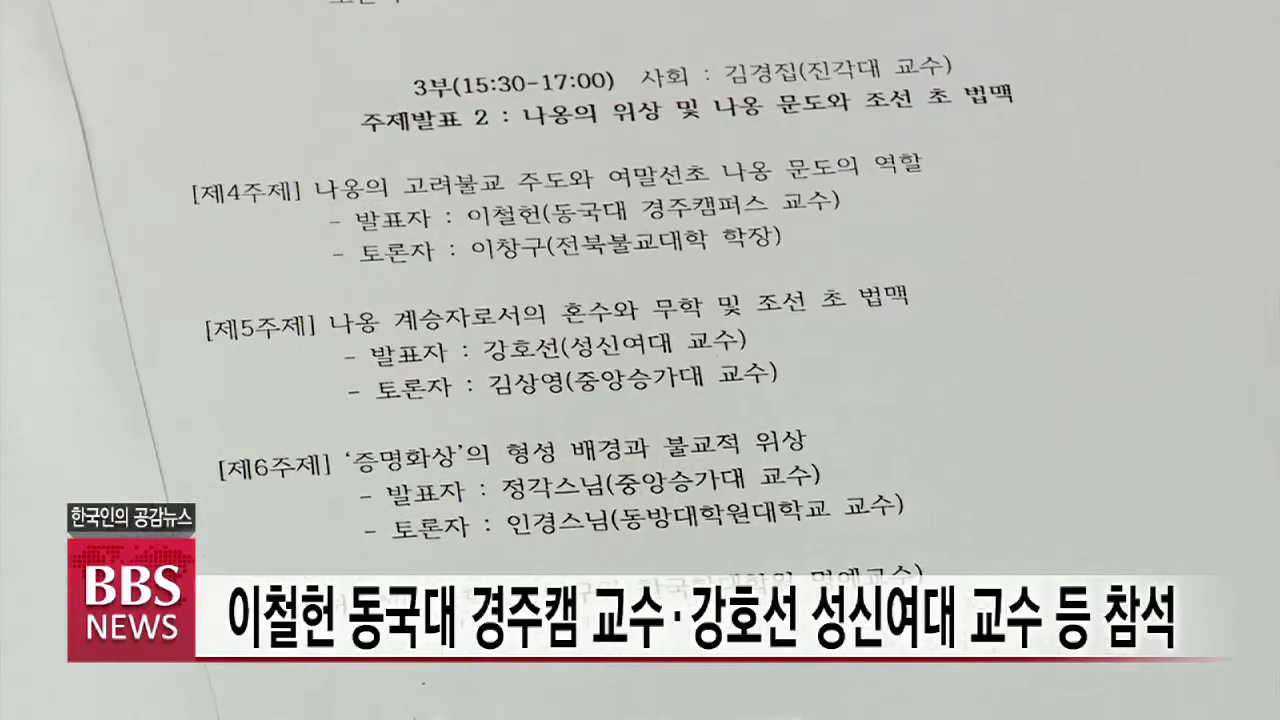 3부(15:30-17:00) 사회 : 김경집(진각대 교수)
주제발표 2 : 나옹의 위상 및 나옹 문도와 조선 초 법맥
[제4주제] 나옹의 고려불교 주도와 여말선초 나옹 문도의 역할
- 발표자 : 이철헌(동국대 경주캠퍼스 교수)
- 토론자 : 이창구(전북불교대학 학장)
[제5주제] 나옹 계승자로서의 혼수와 무학 및 조선 초 법맥
- 발표자 : 강호선(성신여대 교수)
- 토론자 : 김상영(중앙승가대 교수)
[제6주제] ‘증명화상’의 형성 배경과 불교적 위상
- 발표자 : 정각스님(중앙승가대 교수)
- 토론자 : 인경스님(동방대학원대학교 교수)
한국인의 공감뉴스
BBS
NEWS
이철헌 동국대 경주캠 교수·강호선 성신여대 교수 등 참석